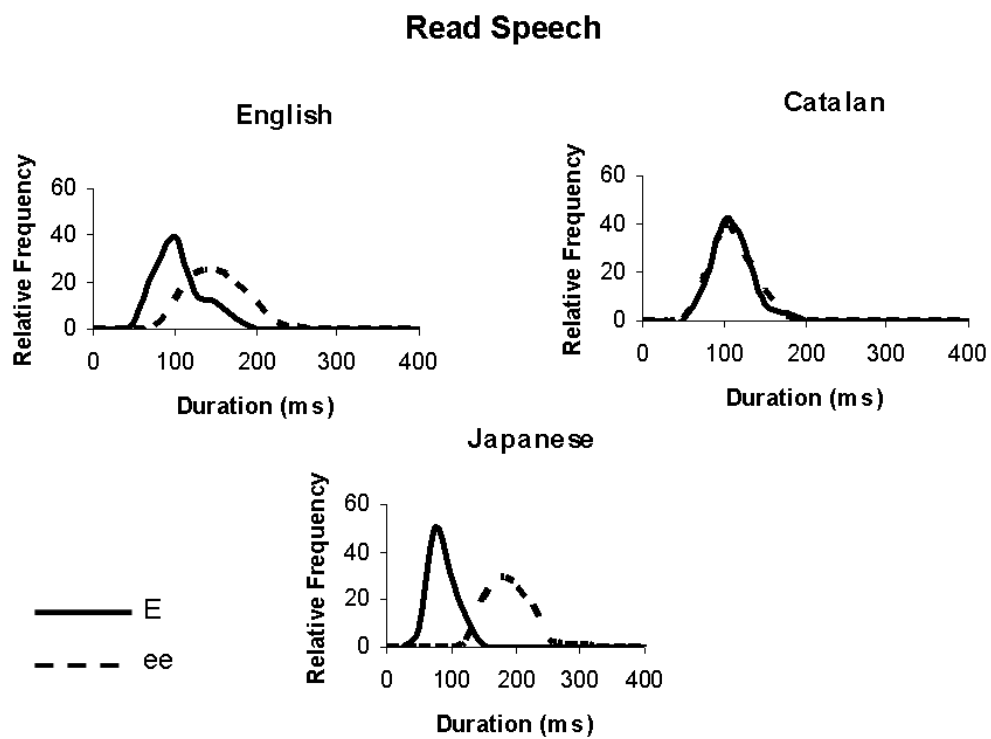 Read Speech
English
Relative Frequency
60
40
20
0
0 100 200 300 400
Duration (ms)
Catalan
Relative Frequency
60
40
20
0
0 100 200 300 400
Duration (ms)
Japanese
Relative Frequency
60
40
20
0
0 100 200 300 400
Duration (ms)
E
ee